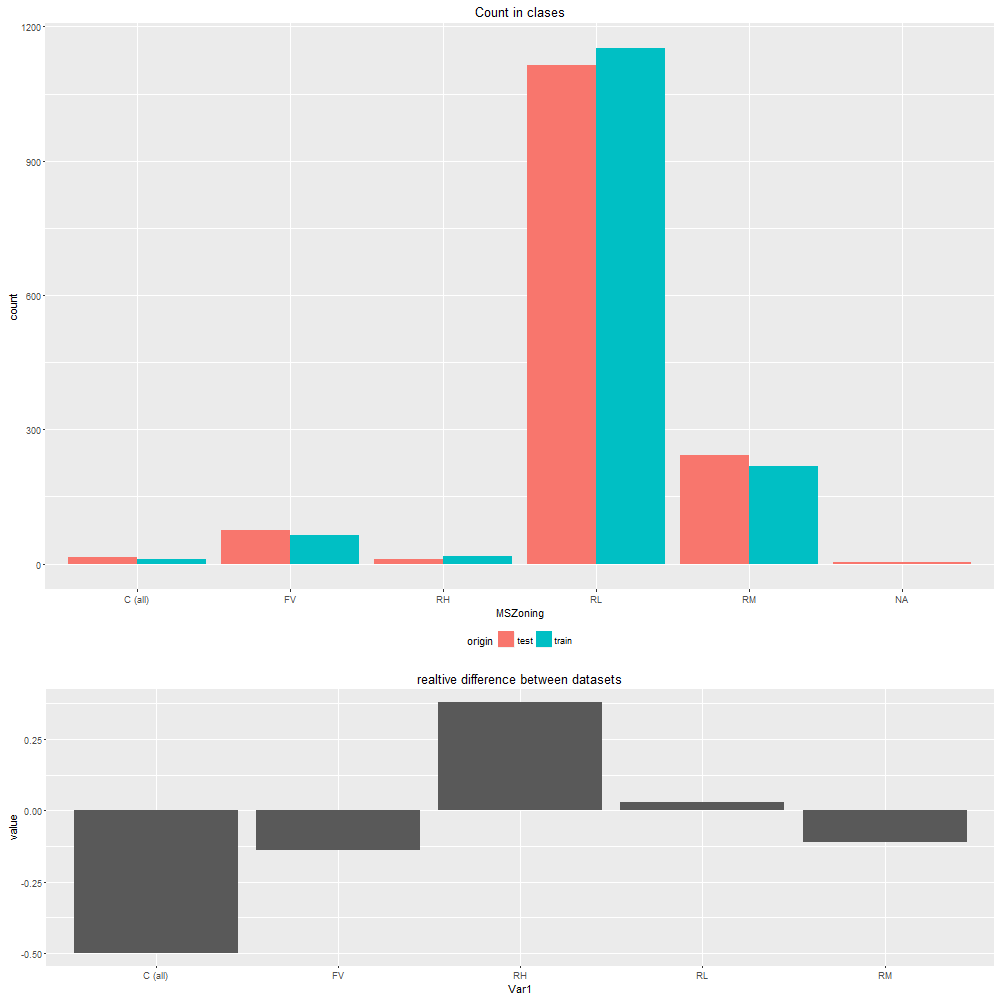 Count in clases
1200
900
600
300
0
count
C (all) FV RH RL RM NA
MSZoning
origin test train
realtive difference between datasets
0.25
0.00
-0.25
-0.50
value
C (all) FV RH RL RM
Var1